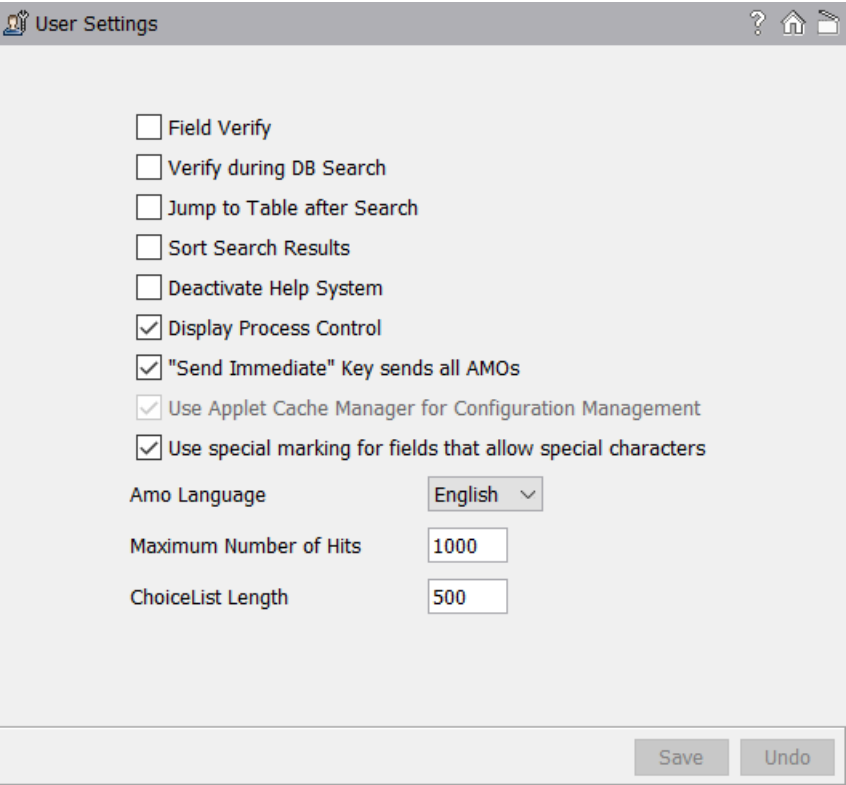 User Settings
Field Verify
Verify during DB Search
Jump to Table after Search
Sort Search Results
Deactivate Help System
Display Process Control
"Send Immediate" Key sends all AMOs
Use Applet Cache Manager for Configuration Management
Use special marking for fields that allow special characters
Amo Language English
Maximum Number of Hits 1000
ChoiceList Length 500
Save Undo